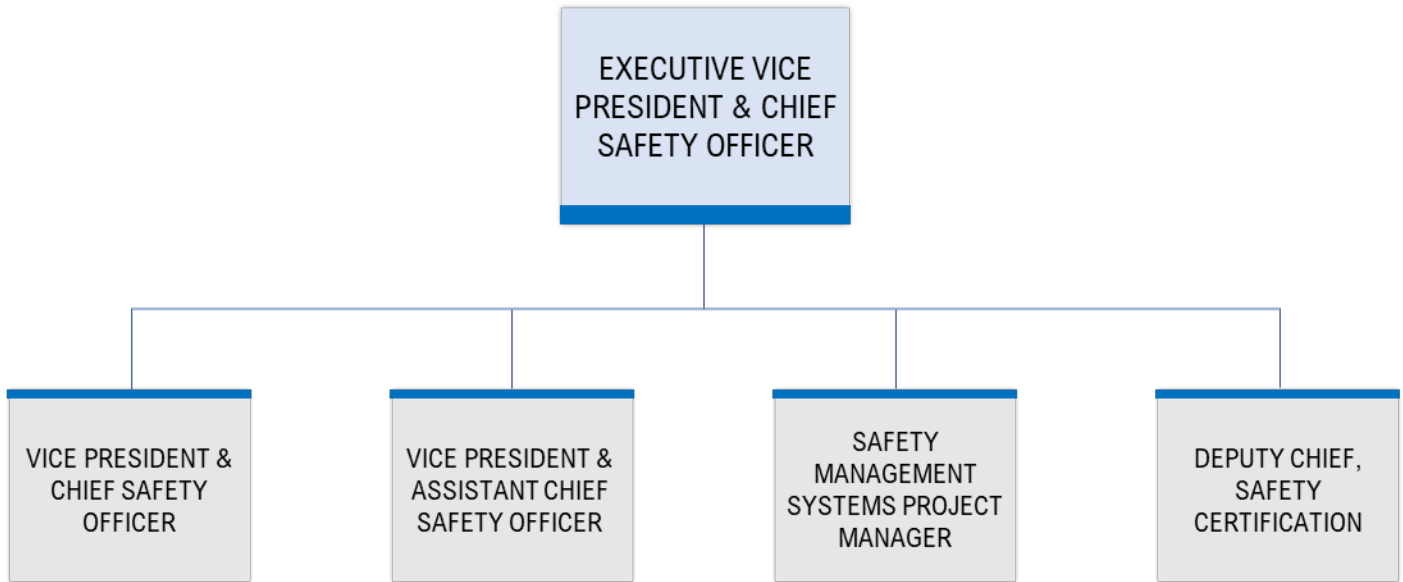 EXECUTIVE VICE
PRESIDENT & CHIEF
SAFETY OFFICER
VICE PRESIDENT &
CHIEF SAFETY
OFFICER
VICE PRESIDENT &
ASSISTANT CHIEF
SAFETY OFFICER
SAFETY
MANAGEMENT
SYSTEMS PROJECT
MANAGER
DEPUTY CHIEF,
SAFETY
CERTIFICATION